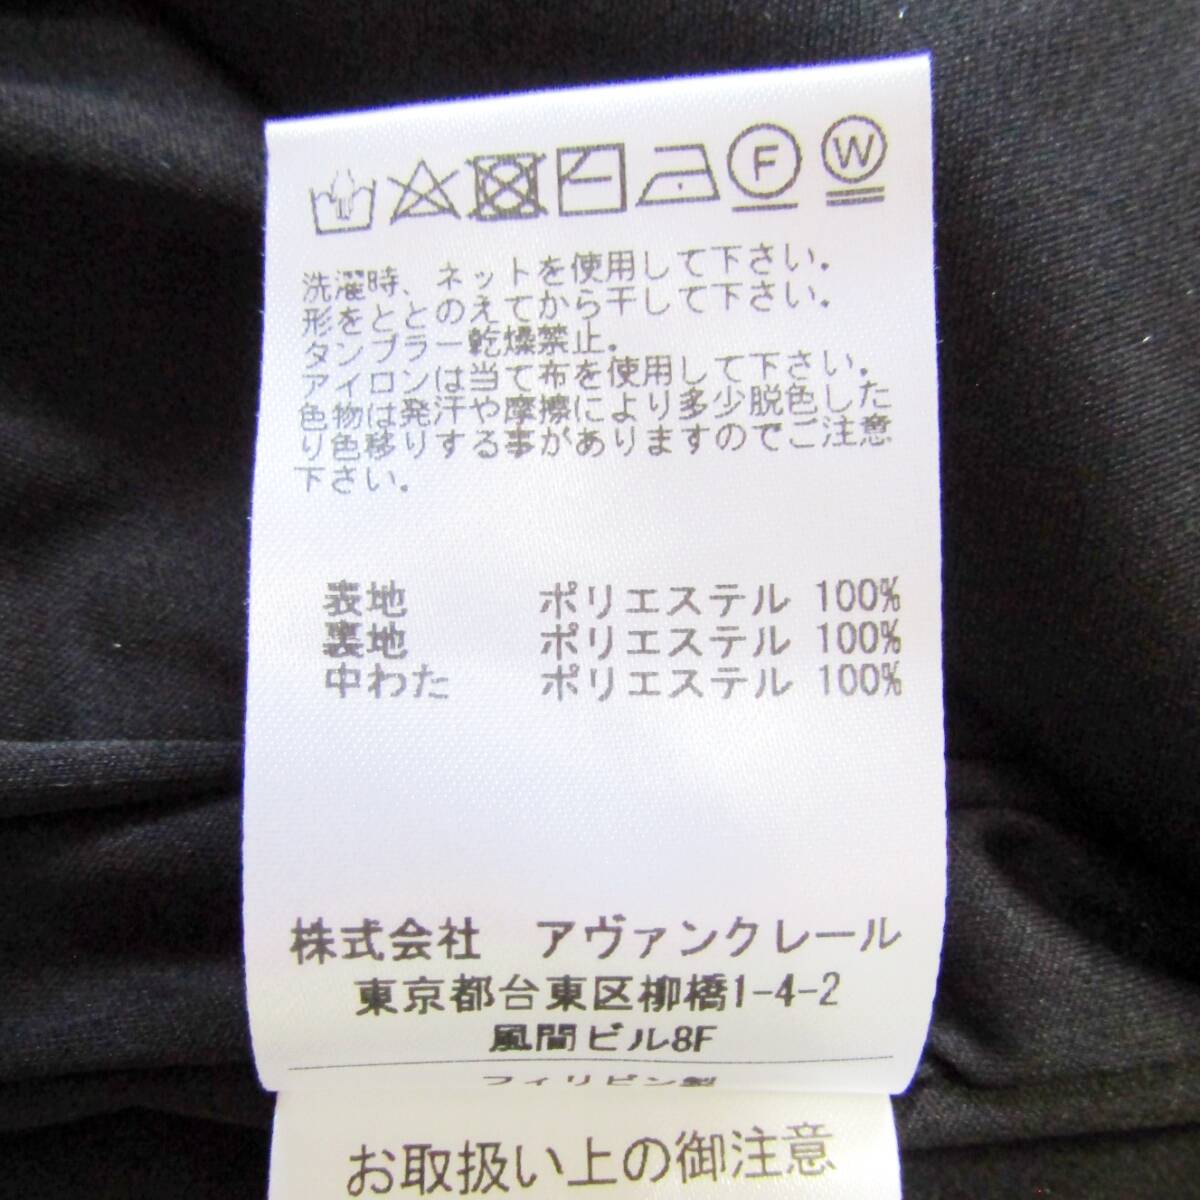 F W
洗濯時、ネットを使用して下さい。
形をととのえてから干して下さい。
タンブラー乾燥禁止。
アイロンは当て布を使用して下さい。
色物は発汗や摩擦により多少脱色した
り色移りする事がありますのでご注意
下さい。
表地 ポリエステル 100%
裏地 ポリエステル 100%
中わた ポリエステル 100%
株式会社 アヴァンクレール
東京都台東区柳橋1-4-2
風間ビル8F
フィリピン製
お取扱い上の御注意